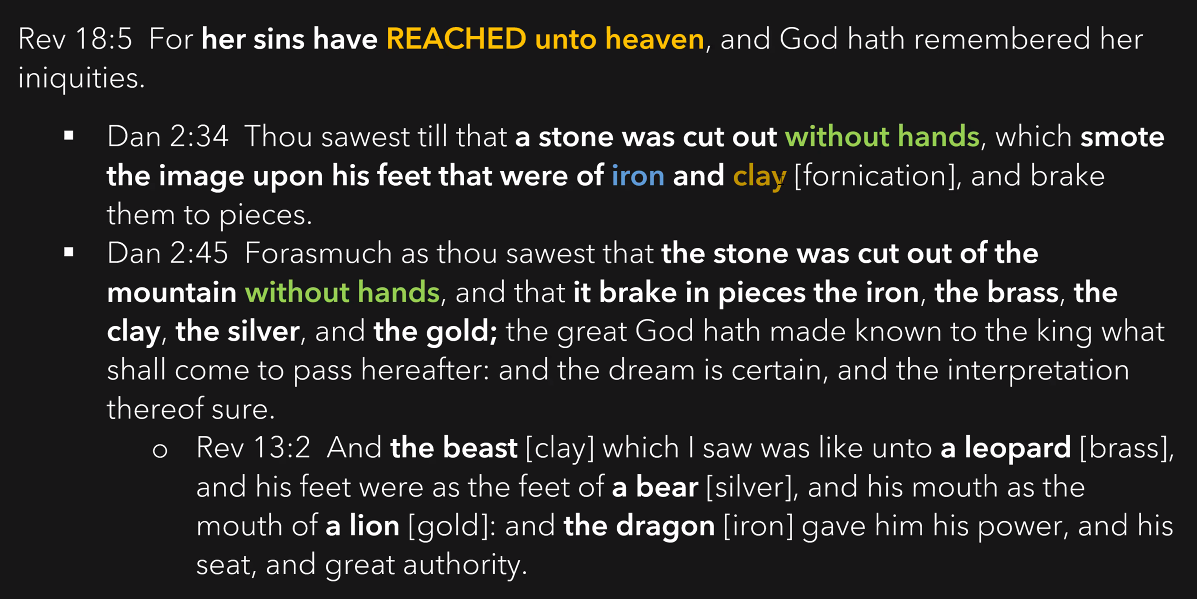 Rev 18:5  For her sins have REACHED unto heaven, and God hath remembered her
iniquities.
▪ Dan 2:34  Thou sawest till that a stone was cut out without hands, which smote
the image upon his feet that were of iron and clay [fornication], and brake
them to pieces.
▪ Dan 2:45  Forasmuch as thou sawest that the stone was cut out of the
mountain without hands, and that it brake in pieces the iron, the brass, the
clay, the silver, and the gold; the great God hath made known to the king what
shall come to pass hereafter: and the dream is certain, and the interpretation
thereof sure.
o Rev 13:2  And the beast [clay] which I saw was like unto a leopard [brass],
and his feet were as the feet of a bear [silver], and his mouth as the
mouth of a lion [gold]: and the dragon [iron] gave him his power, and his
seat, and great authority.